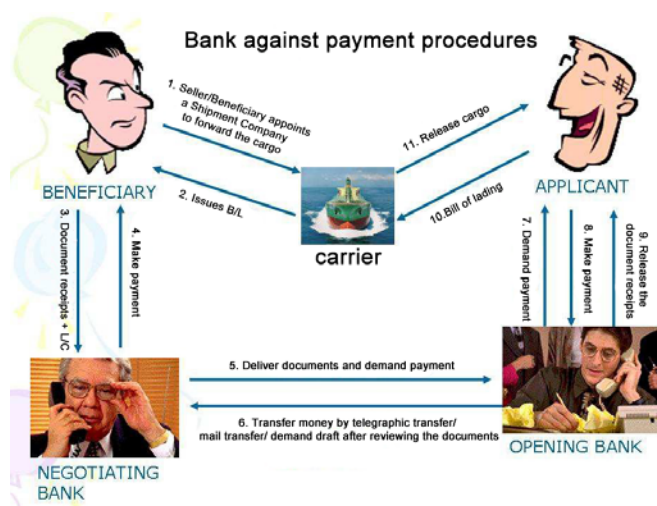 Bank against payment procedures
1. Seller/Beneficiary appoints
a Shipment Company
to forward the cargo
11. Release cargo
BENEFICIARY
2. Issues B/L
10.Bill of lading
APPLICANT
carrier
3. Document receipts + L/C
4. Make payment
7. Demand payment
8. Make payment
9. Release the
document receipts
5. Deliver documents and demand payment
6. Transfer money by telegraphic transfer/
mail transfer/ demand draft after reviewing the documents
NEGOTIATING
BANK
OPENING BANK